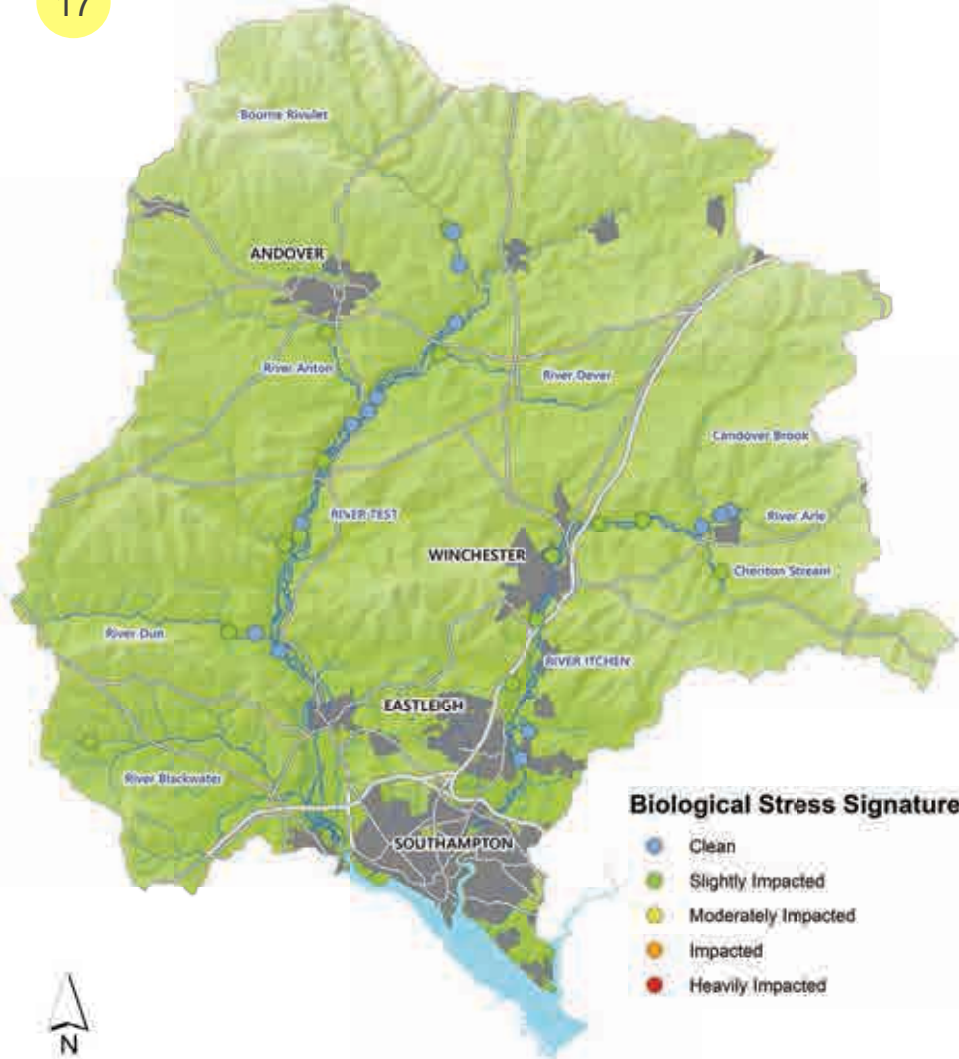 17
Bourne Rivulet
ANDOVER
River Anton
River Dever
Candover Brook
RIVER TEST
River Arle
WINCHESTER
Cheriton Stream
River Dun
RIVER ITCHEN
EASTLEIGH
River Blackwater
SOUTHAMPTON
Biological Stress Signature
Clean
Slightly Impacted
Moderately Impacted
Impacted
Heavily Impacted
N